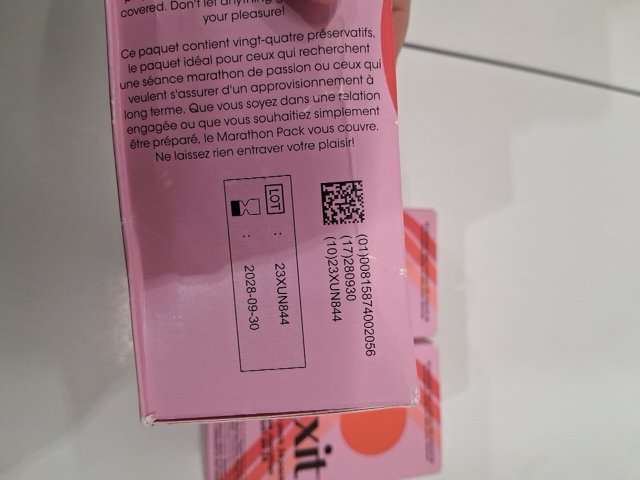 covered. Don't let anything
your pleasure!
Ce paquet contient vingt-quatre préservatifs,
le paquet idéal pour ceux qui recherchent
une séance marathon de passion ou ceux qui
veulent s'assurer d'un approvisionnement à
long terme. Que vous soyez dans une relation
engagée ou que vous souhaitiez simplement
être préparé, le Marathon Pack vous couvre.
Ne laissez rien entraver votre plaisir!
(01)00815874002056
(17)280930
(10)23XUN844
LOT : 23XUN844
: 2028-09-30
xit